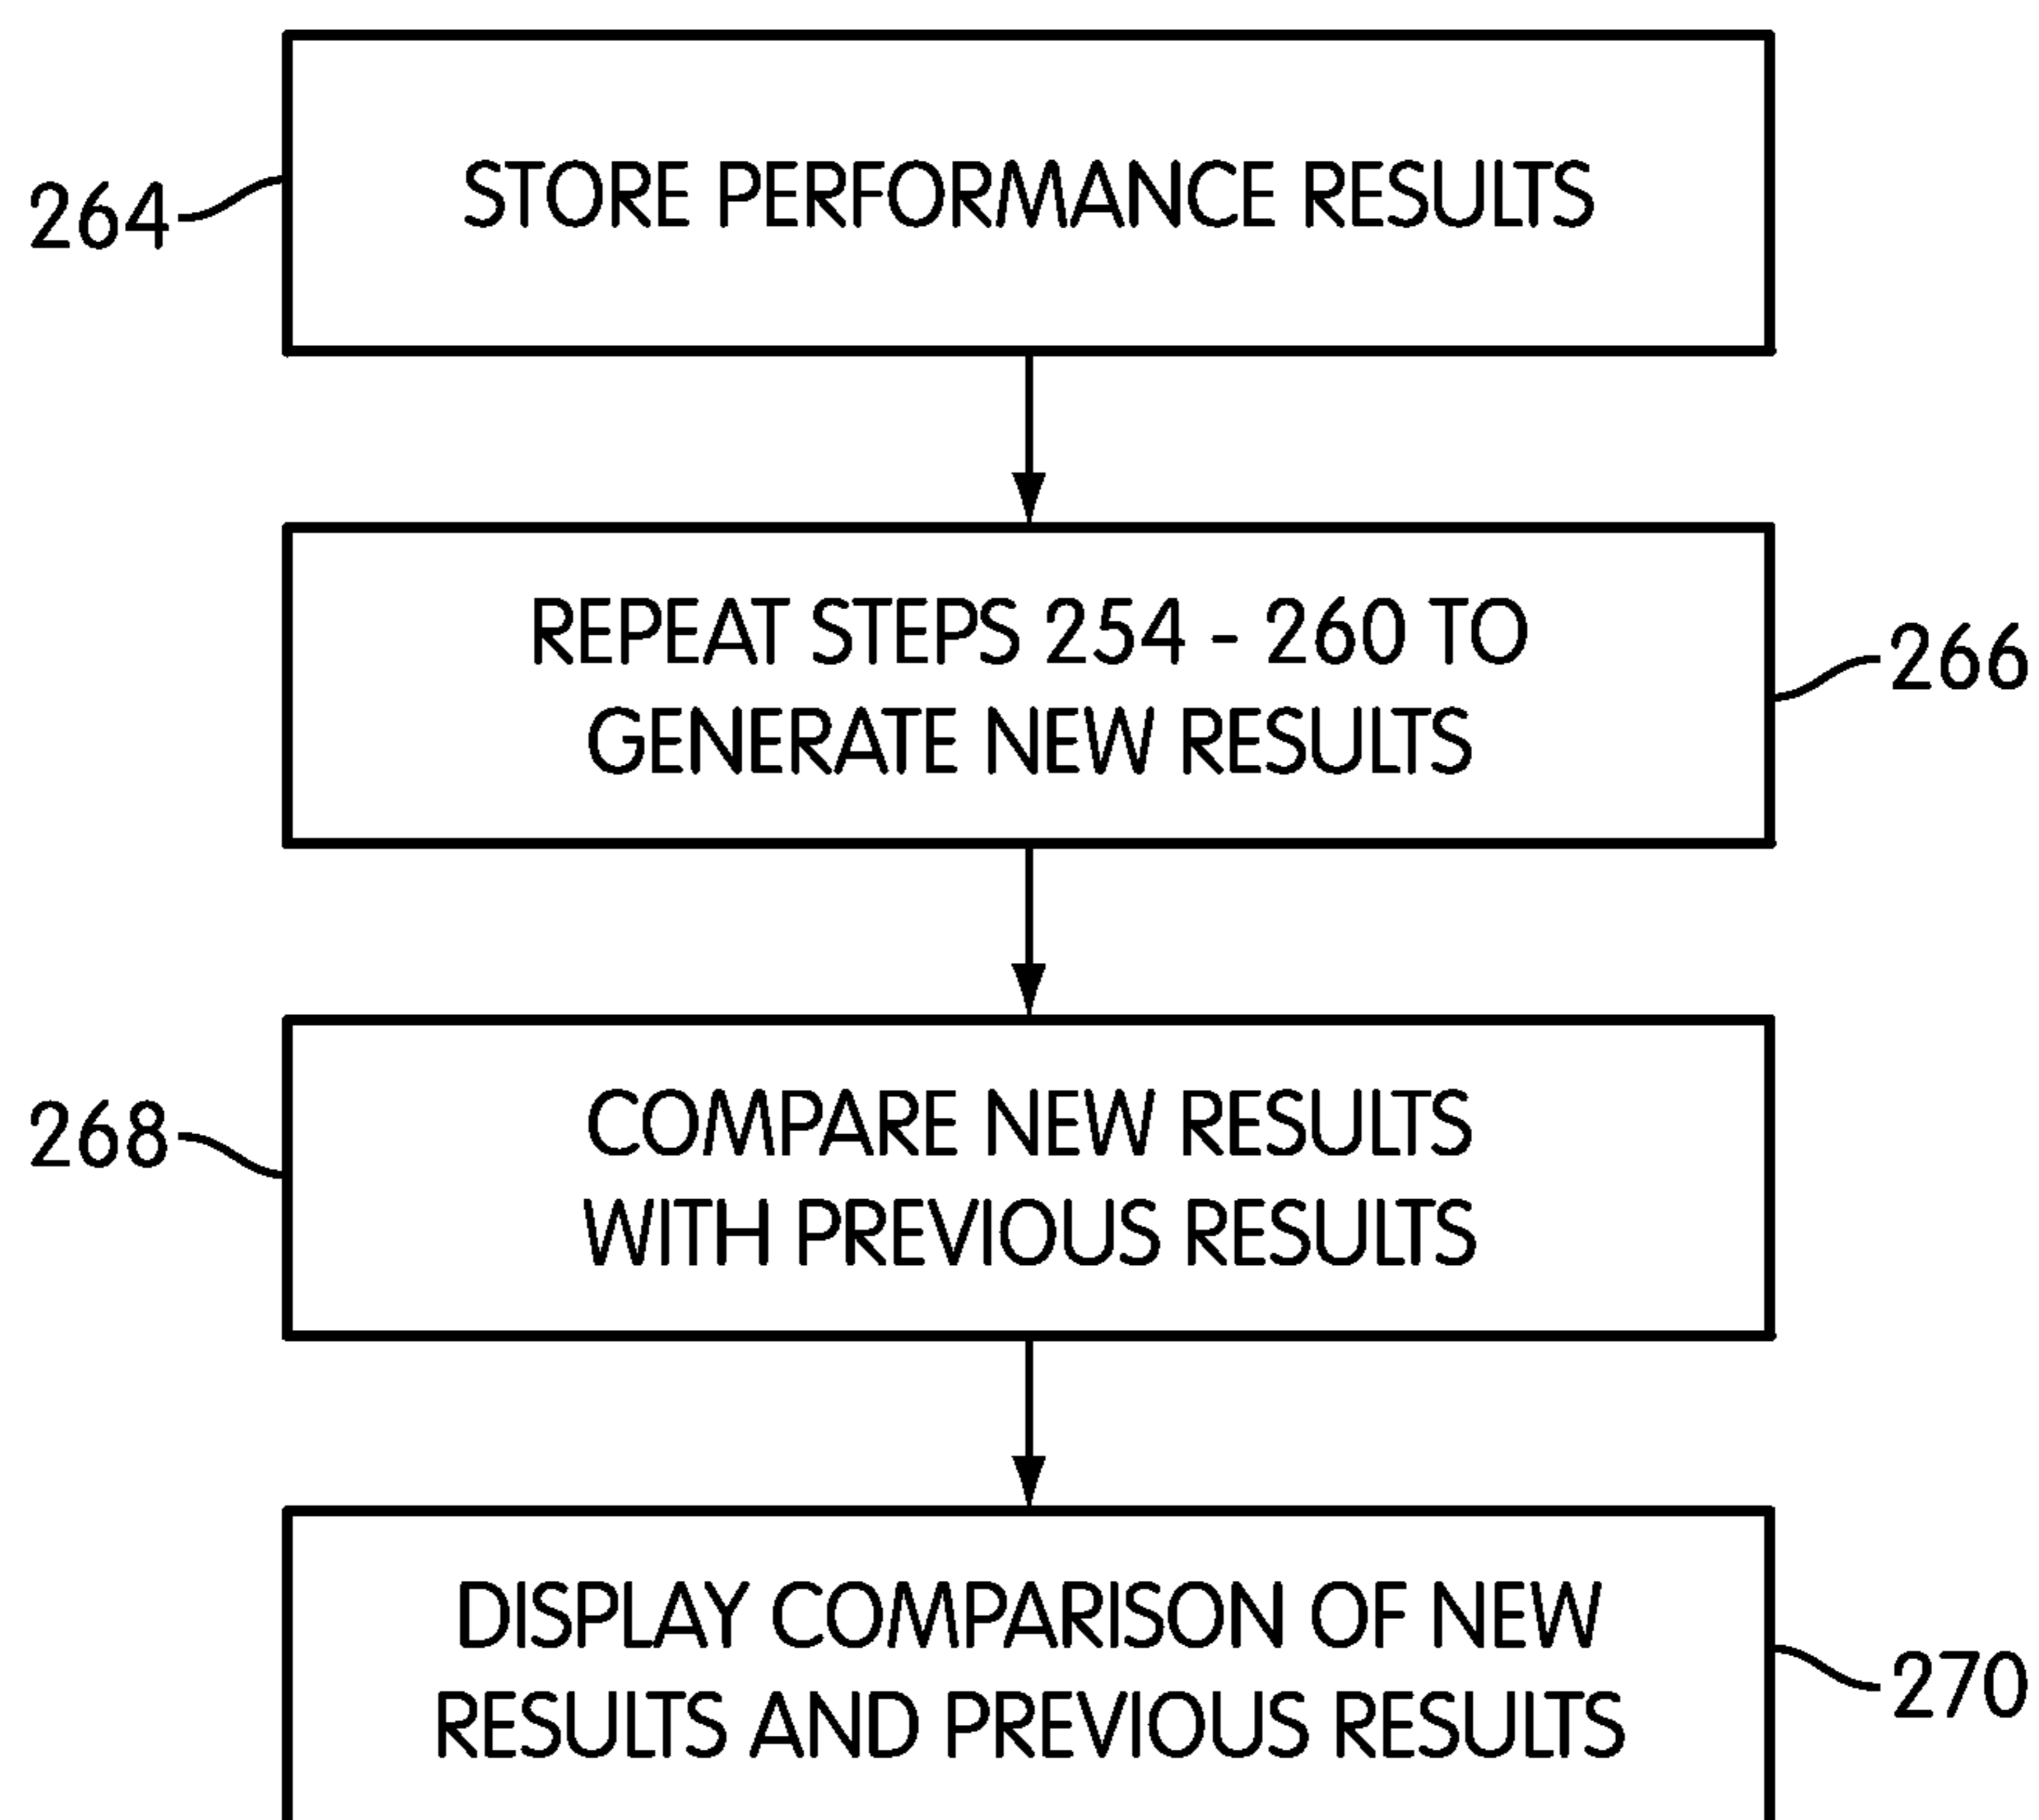 264
STORE PERFORMANCE RESULTS
REPEAT STEPS 254 - 260 TO
GENERATE NEW RESULTS
266
268
COMPARE NEW RESULTS
WITH PREVIOUS RESULTS
DISPLAY COMPARISON OF NEW
RESULTS AND PREVIOUS RESULTS
270